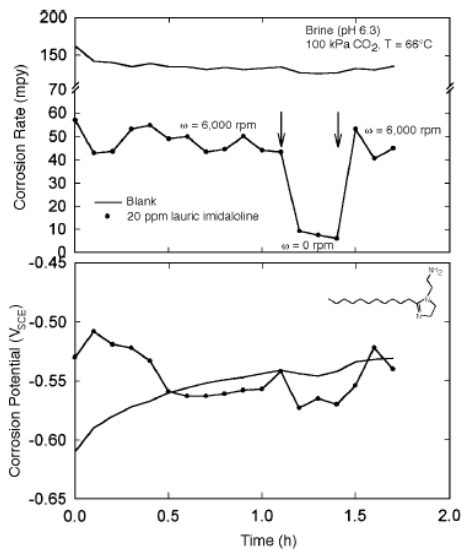 Brine (pH 6.3)
100 kPa CO2, T = 66°C
200
150
100
70
60
50
40
30
20
10
0
Corrosion Rate (mpy)
ω = 6,000 rpm
ω = 6,000 rpm
ω = 0 rpm
Blank
20 ppm lauric imidaloline
-0.45
-0.50
-0.55
-0.60
-0.65
Corrosion Potential (VSCE)
NH2
N
N
0.0 0.5 1.0 1.5 2.0
Time (h)